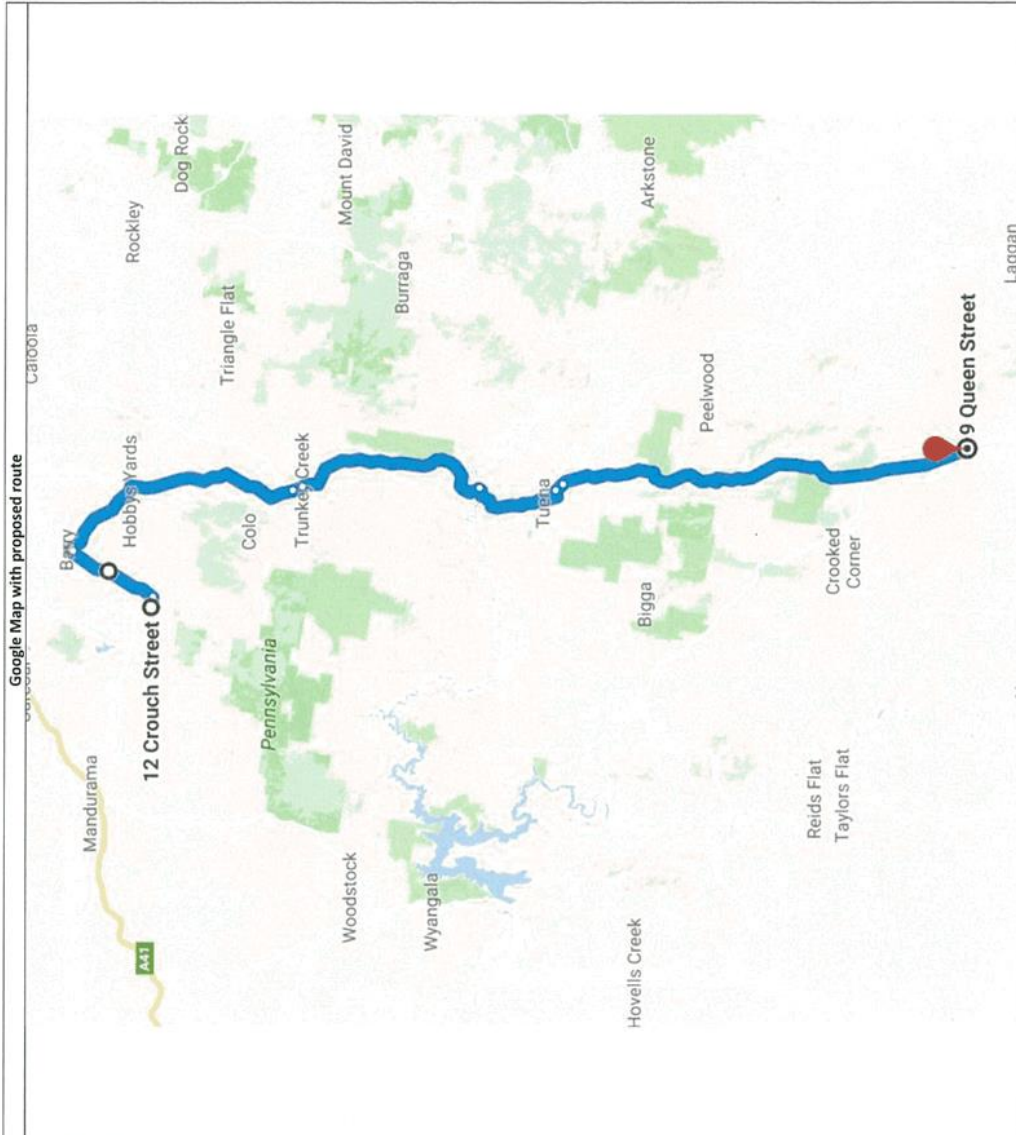 Google Map with proposed route
Caloola
Barry
Mandurama
Hobbys Yards
Rockley
A41
12 Crouch Street
Dog Rock
Triangle Flat
Colo
Pennsylvania
Trunkey Creek
Mount David
Woodstock
Burraga
Wyangala
Tuena
Hovells Creek
Bigga
Arkstone
Peelwood
Reids Flat
Taylors Flat
Crooked
Corner
9 Queen Street
Laggan